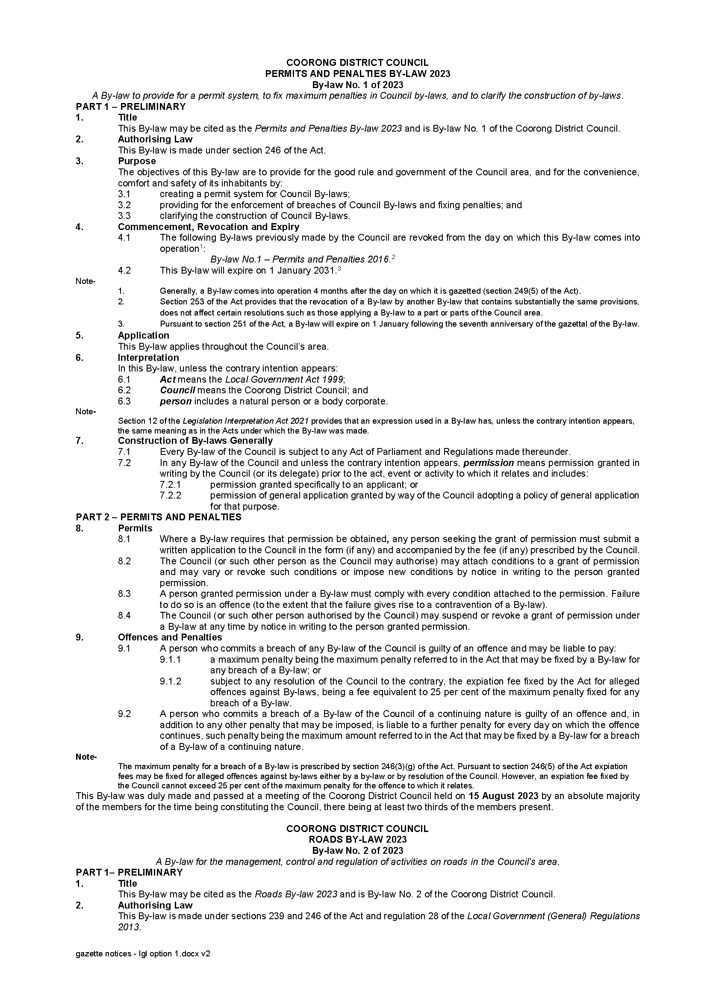 COORONG DISTRICT COUNCIL
PERMITS AND PENALTIES BY-LAW 2023
By-law No. 1 of 2023
A By-law to provide for a permit system, to fix maximum penalties in Council by-laws, and to clarify the construction of by-laws.
PART 1 – PRELIMINARY
1. Title
This By-law may be cited as the Permits and Penalties By-law 2023 and is By-law No. 1 of the Coorong District Council.
2. Authorising Law
This By-law is made under section 246 of the Act.
3. Purpose
The objectives of this By-law are to provide for the good rule and government of the Council area, and for the convenience,
comfort and safety of its inhabitants by:
3.1 creating a permit system for Council By-laws;
3.2 providing for the enforcement of breaches of Council By-laws and fixing penalties; and
3.3 clarifying the construction of Council By-laws.
4. Commencement, Revocation and Expiry
4.1 The following By-laws previously made by the Council are revoked from the day on which this By-law comes into
operation¹:
By-law No.1 – Permits and Penalties 2016.²
4.2 This By-law will expire on 1 January 2031.³
Note-
1. Generally, a By-law comes into operation 4 months after the day on which it is gazetted (section 249(5) of the Act).
2. Section 253 of the Act provides that the revocation of a By-law by another By-law that contains substantially the same provisions,
does not affect certain resolutions such as those applying a By-law to a part or parts of the Council area.
3. Pursuant to section 251 of the Act, a By-law will expire on 1 January following the seventh anniversary of the gazettal of the By-law.
5. Application
This By-law applies throughout the Council's area.
6. Interpretation
In this By-law, unless the contrary intention appears:
6.1 Act means the Local Government Act 1999;
6.2 Council means the Coorong District Council; and
6.3 person includes a natural person or a body corporate.
Note-
Section 12 of the Legislation Interpretation Act 2021 provides that an expression used in a By-law has, unless the contrary intention appears,
the same meaning as in the Acts under which the By-law was made.
7. Construction of By-laws Generally
7.1 Every By-law of the Council is subject to any Act of Parliament and Regulations made thereunder.
7.2 In any By-law of the Council and unless the contrary intention appears, permission means permission granted in
writing by the Council (or its delegate) prior to the act, event or activity to which it relates and includes:
7.2.1 permission granted specifically to an applicant; or
7.2.2 permission of general application granted by way of the Council adopting a policy of general application
for that purpose.
PART 2 – PERMITS AND PENALTIES
8. Permits
8.1 Where a By-law requires that permission be obtained, any person seeking the grant of permission must submit a
written application to the Council in the form (if any) and accompanied by the fee (if any) prescribed by the Council.
8.2 The Council (or such other person as the Council may authorise) may attach conditions to a grant of permission
and may vary or revoke such conditions or impose new conditions by notice in writing to the person granted
permission.
8.3 A person granted permission under a By-law must comply with every condition attached to the permission. Failure
to do so is an offence (to the extent that the failure gives rise to a contravention of a By-law).
8.4 The Council (or such other person authorised by the Council) may suspend or revoke a grant of permission under
a By-law at any time by notice in writing to the person granted permission.
9. Offences and Penalties
9.1 A person who commits a breach of any By-law of the Council is guilty of an offence and may be liable to pay:
9.1.1 a maximum penalty being the maximum penalty referred to in the Act that may be fixed by a By-law for
any breach of a By-law; or
9.1.2 subject to any resolution of the Council to the contrary, the expiation fee fixed by the Act for alleged
offences against By-laws, being a fee equivalent to 25 per cent of the maximum penalty fixed for any
breach of a By-law.
9.2 A person who commits a breach of a By-law of the Council of a continuing nature is guilty of an offence and, in
addition to any other penalty that may be imposed, is liable to a further penalty for every day on which the offence
continues, such penalty being the maximum amount referred to in the Act that may be fixed by a By-law for a breach
of a By-law of a continuing nature.
Note-
The maximum penalty for a breach of a By-law is prescribed by section 246(3)(g) of the Act. Pursuant to section 246(5) of the Act expiation
fees may be fixed for alleged offences against by-laws either by a by-law or by resolution of the Council. However, an expiation fee fixed by
the Council cannot exceed 25 per cent of the maximum penalty for the offence to which it relates.
This By-law was duly made and passed at a meeting of the Coorong District Council held on 15 August 2023 by an absolute majority
of the members for the time being constituting the Council, there being at least two thirds of the members present.
COORONG DISTRICT COUNCIL
ROADS BY-LAW 2023
By-law No. 2 of 2023
A By-law for the management, control and regulation of activities on roads in the Council's area.
PART 1– PRELIMINARY
1. Title
This By-law may be cited as the Roads By-law 2023 and is By-law No. 2 of the Coorong District Council.
2. Authorising Law
This By-law is made under sections 239 and 246 of the Act and regulation 28 of the Local Government (General) Regulations
2013.
gazette notices - lgl option 1.docx v2